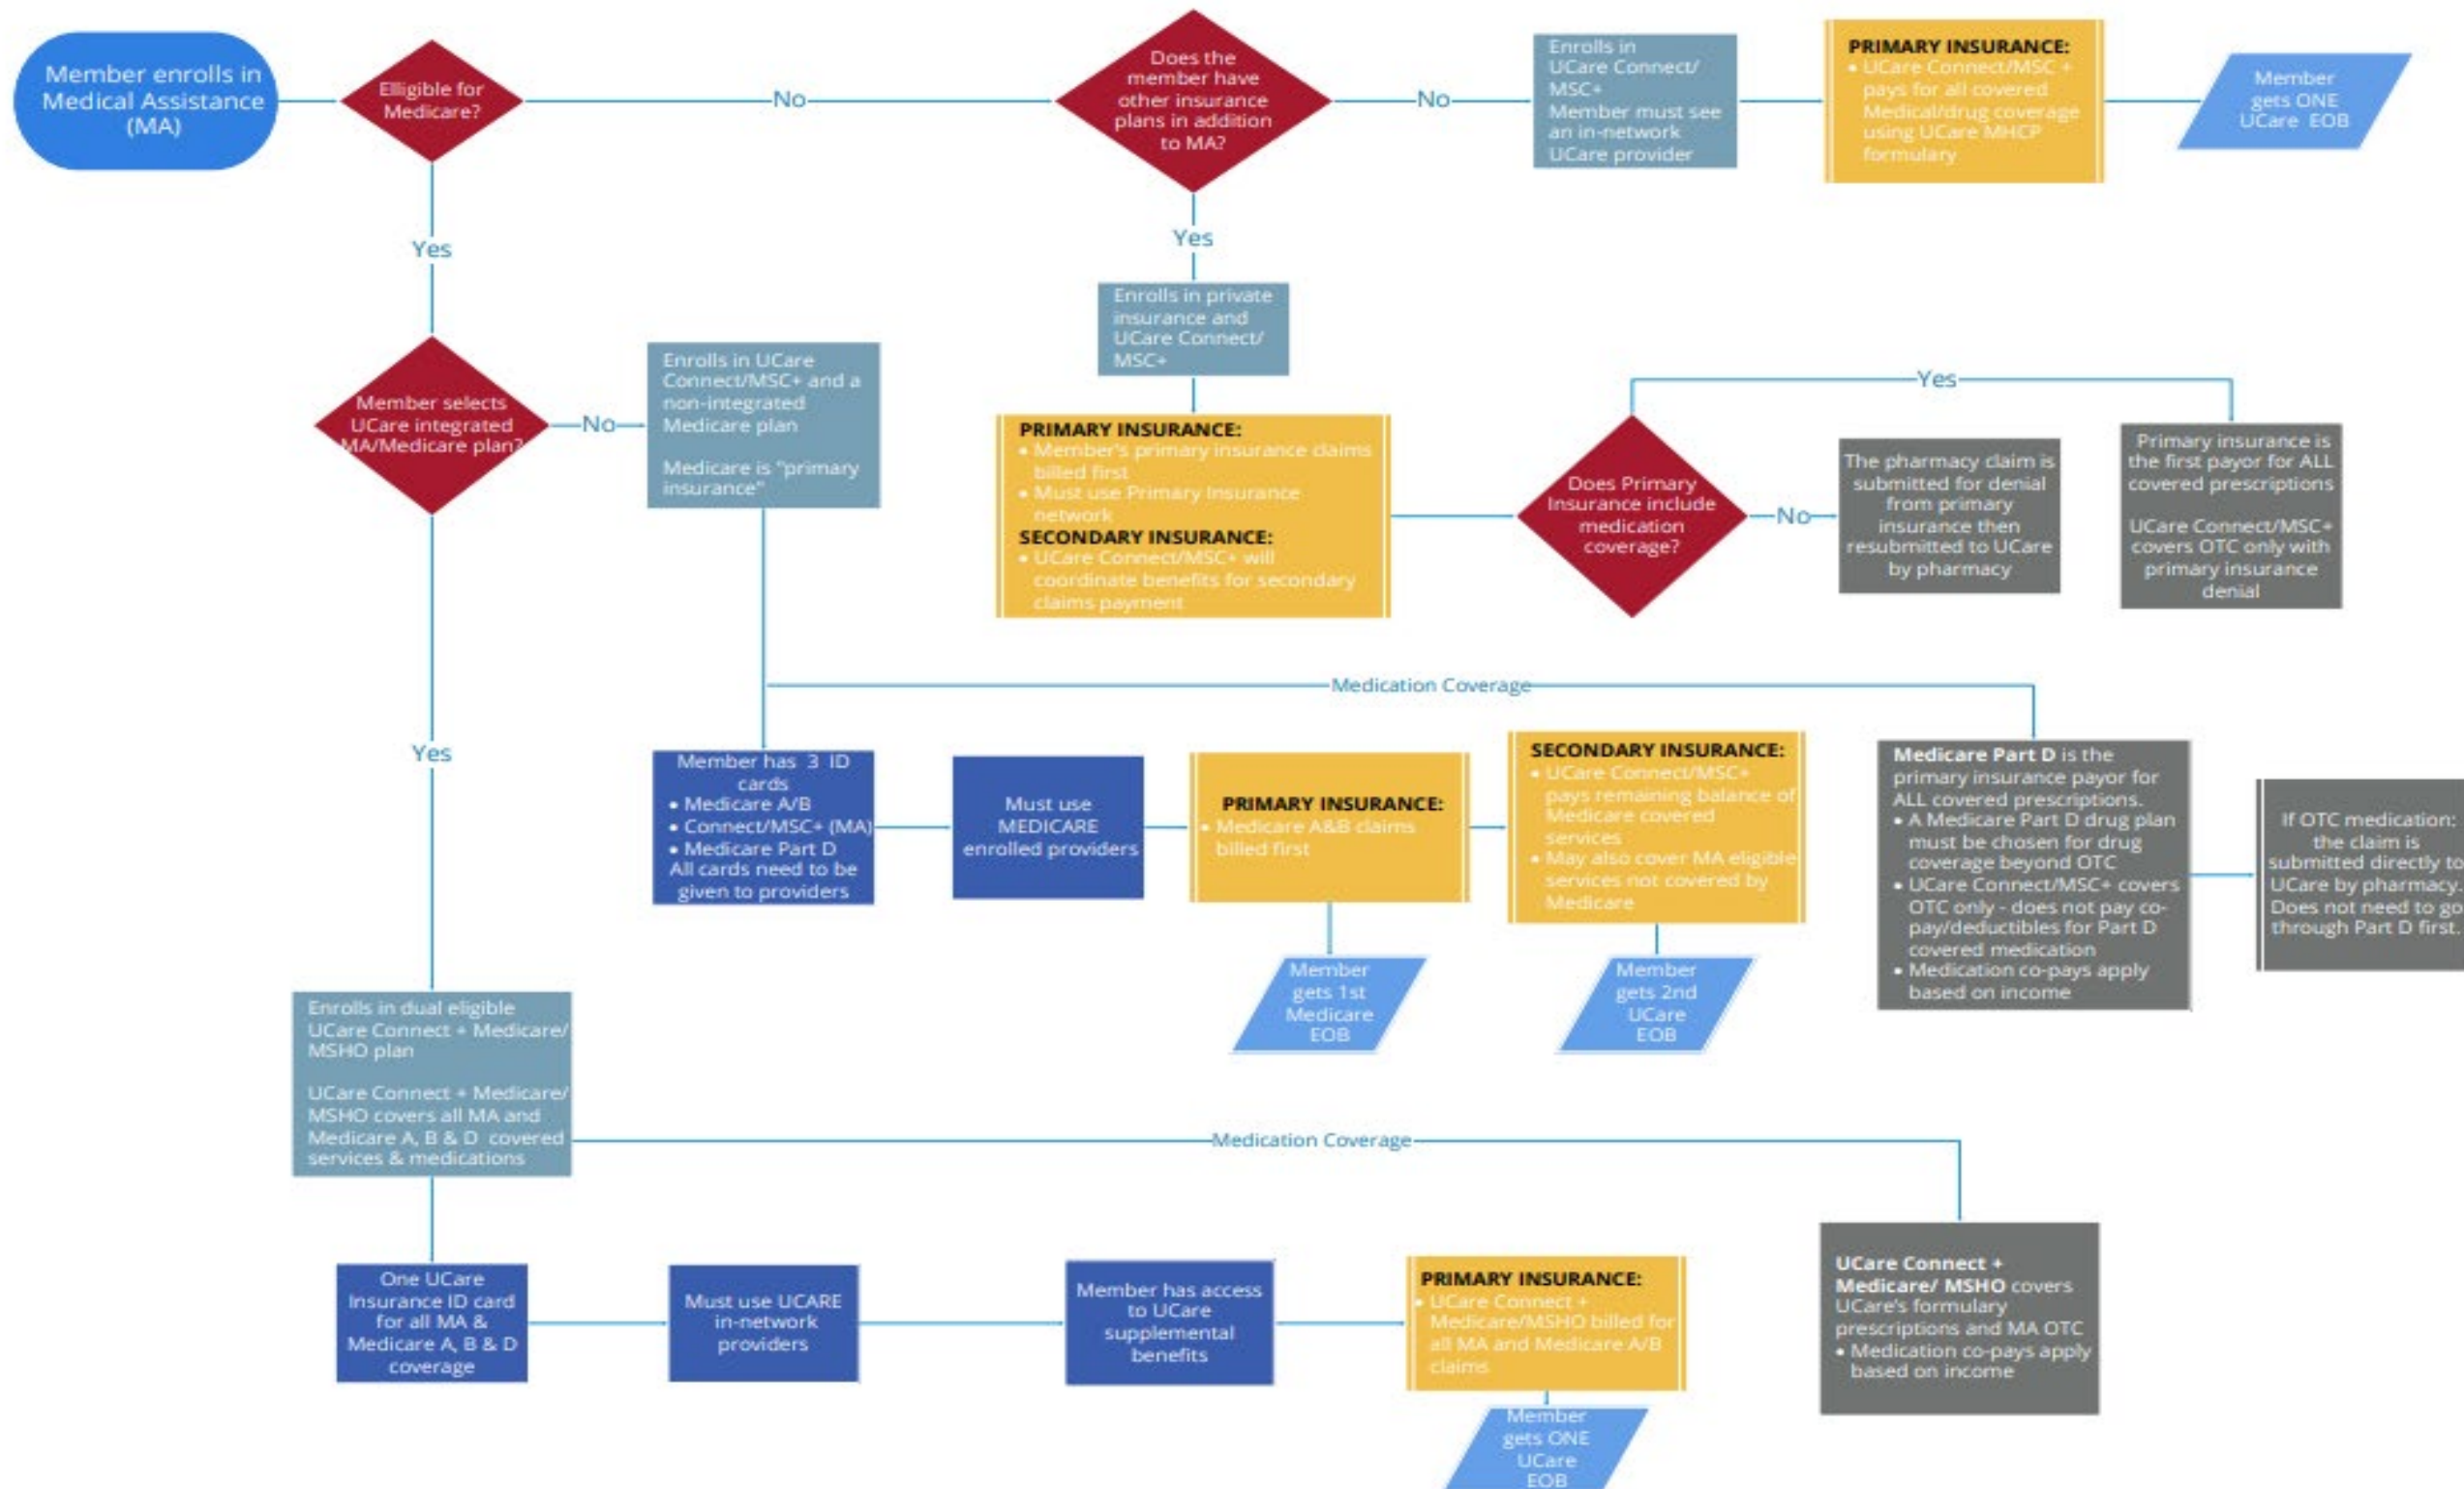 Member enrolls in
Medical Assistance
(MA)
Elligible for
Medicare?
No
Does the
member have
other insurance
plans in addition
to MA?
No
Enrolls in
UCare Connect/
MSC+
Member must see
an in-network
UCare provider
PRIMARY INSURANCE:
• UCare Connect/MSC +
pays for all covered
Medical/drug coverage
using UCare MHCP
formulary
Member
gets ONE
UCare EOB
Yes
Yes
Enrolls in private
insurance and
UCare Connect/
MSC+
Member selects
UCare integrated
MA/Medicare plan?
No
Enrolls in UCare
Connect/MSC+ and a
non-integrated
Medicare plan
Medicare is "primary
insurance"
PRIMARY INSURANCE:
• Member's primary insurance claims
billed first
• Must use Primary Insurance
network
SECONDARY INSURANCE:
• UCare Connect/MSC+ will
coordinate benefits for secondary
claims payment
Does Primary
Insurance include
medication
coverage?
Yes
No
The pharmacy claim is
submitted for denial
from primary
insurance then
resubmitted to UCare
by pharmacy
Primary insurance is
the first payor for ALL
covered prescriptions
UCare Connect/MSC+
covers OTC only with
primary insurance
denial
Medication Coverage
Yes
Member has 3 ID
cards
• Medicare A/B
• Connect/MSC+ (MA)
• Medicare Part D
All cards need to be
given to providers
Must use
MEDICARE
enrolled providers
PRIMARY INSURANCE:
• Medicare A&B claims
billed first
SECONDARY INSURANCE:
• UCare Connect/MSC+
pays remaining balance of
Medicare covered
services
• May also cover MA eligible
services not covered by
Medicare
Medicare Part D is the
primary insurance payor for
ALL covered prescriptions.
• A Medicare Part D drug plan
must be chosen for drug
coverage beyond OTC
• UCare Connect/MSC+ covers
OTC only - does not pay co-
pay/deductibles for Part D
covered medication
• Medication co-pays apply
based on income
If OTC medication:
the claim is
submitted directly to
UCare by pharmacy.
Does not need to go
through Part D first.
Member
gets 1st
Medicare
EOB
Member
gets 2nd
UCare
EOB
Enrolls in dual eligible
UCare Connect + Medicare/
MSHO plan
UCare Connect + Medicare/
MSHO covers all MA and
Medicare A, B & D covered
services & medications
Medication Coverage
One UCare
Insurance ID card
for all MA &
Medicare A, B & D
coverage
Must use UCARE
in-network
providers
Member has access
to UCare
supplemental
benefits
PRIMARY INSURANCE:
• UCare Connect +
Medicare/MSHO billed for
all MA and Medicare A/B
claims
UCare Connect +
Medicare/ MSHO covers
UCare's formulary
prescriptions and MA OTC
• Medication co-pays apply
based on income
Member
gets ONE
UCare
EOB